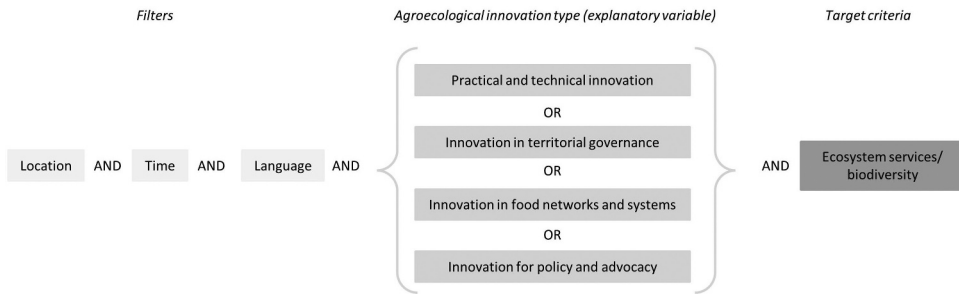 Filters
Agroecological innovation type (explanatory variable)
Target criteria
Practical and technical innovation
OR
Innovation in territorial governance
OR
Location AND Time AND Language AND
AND
Ecosystem services/
biodiversity
Innovation in food networks and systems
OR
Innovation for policy and advocacy